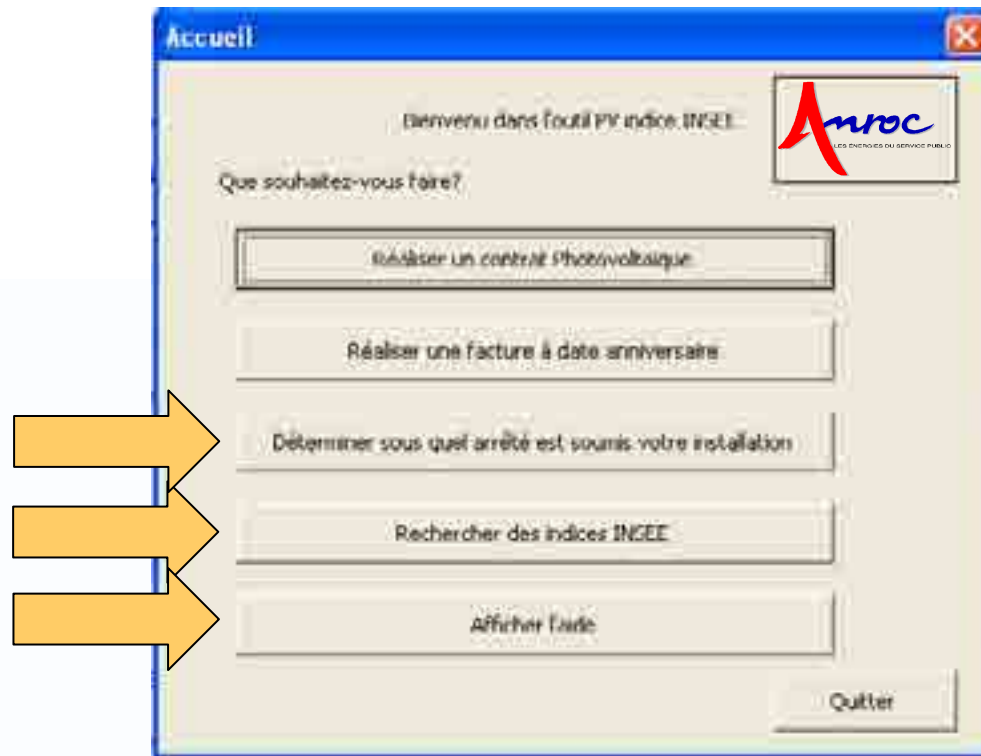 Accueil
Bienvenu dans l'outil PV indice INSEE
Anroc
LES ÉNERGIES DU SERVICE PUBLIC
Que souhaitez-vous faire?
Réaliser un contrat Photovoltaïque
Réaliser une facture à date anniversaire
Déterminer sous quel arrêté est soumis votre installation
Rechercher des indices INSEE
Afficher l'aide
Quitter